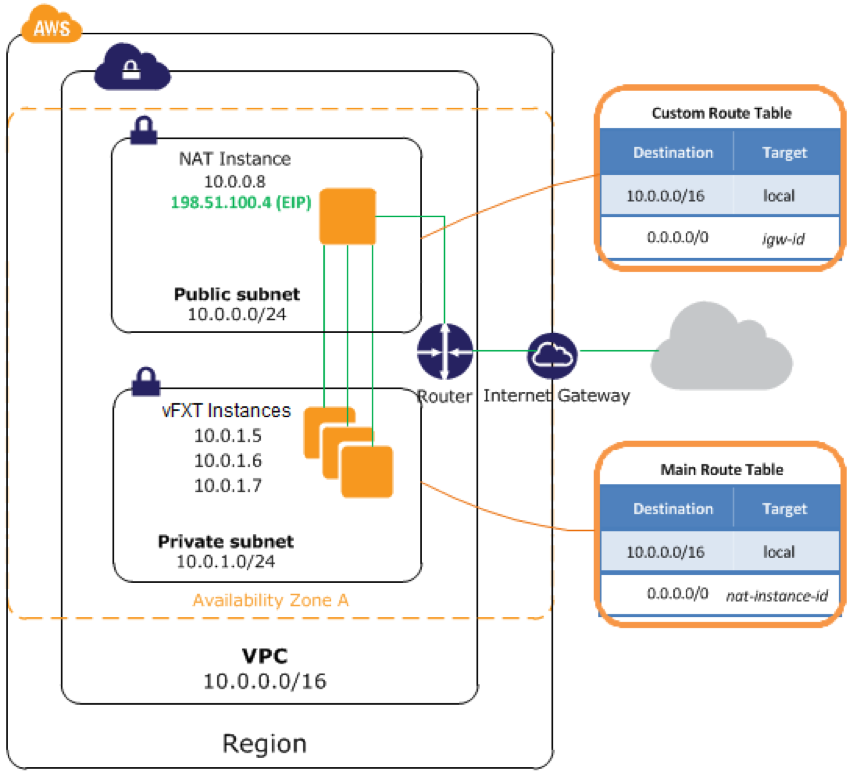 AWS
NAT Instance
10.0.0.8
198.51.100.4 (EIP)
Public subnet
10.0.0.0/24
Router
Internet Gateway
vFXT Instances
10.0.1.5
10.0.1.6
10.0.1.7
Private subnet
10.0.1.0/24
Availability Zone A
VPC
10.0.0.0/16
Region
Custom Route Table
Destination Target
10.0.0.0/16 local
0.0.0.0/0 igw-id
Main Route Table
Destination Target
10.0.0.0/16 local
0.0.0.0/0 nat-instance-id